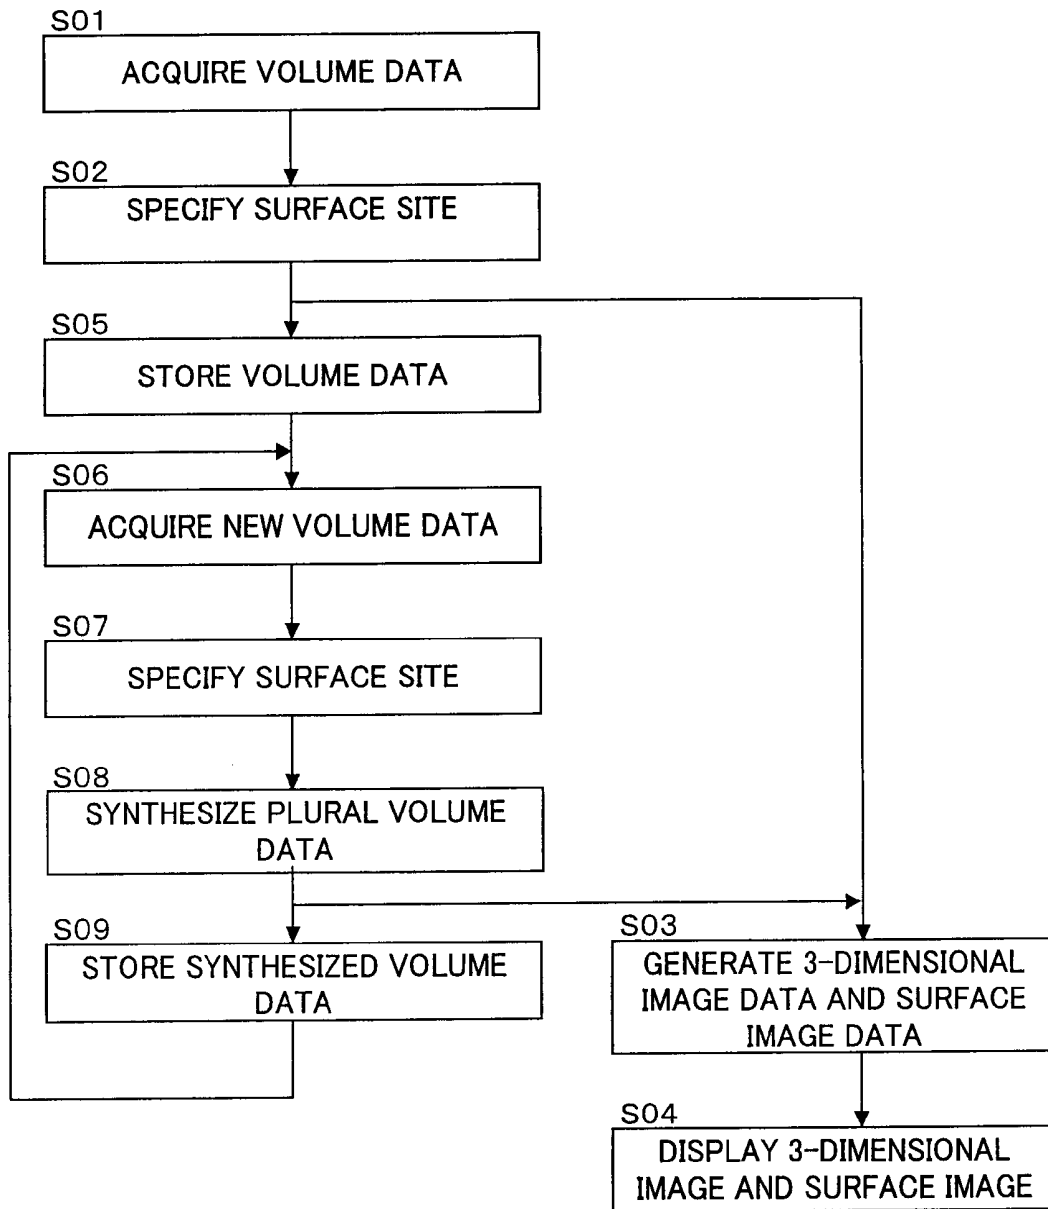 S01
ACQUIRE VOLUME DATA
S02
SPECIFY SURFACE SITE
S05
STORE VOLUME DATA
S06
ACQUIRE NEW VOLUME DATA
S07
SPECIFY SURFACE SITE
S08
SYNTHESIZE PLURAL VOLUME
DATA
S09
STORE SYNTHESIZED VOLUME
DATA
S03
GENERATE 3-DIMENSIONAL
IMAGE DATA AND SURFACE
IMAGE DATA
S04
DISPLAY 3-DIMENSIONAL
IMAGE AND SURFACE IMAGE